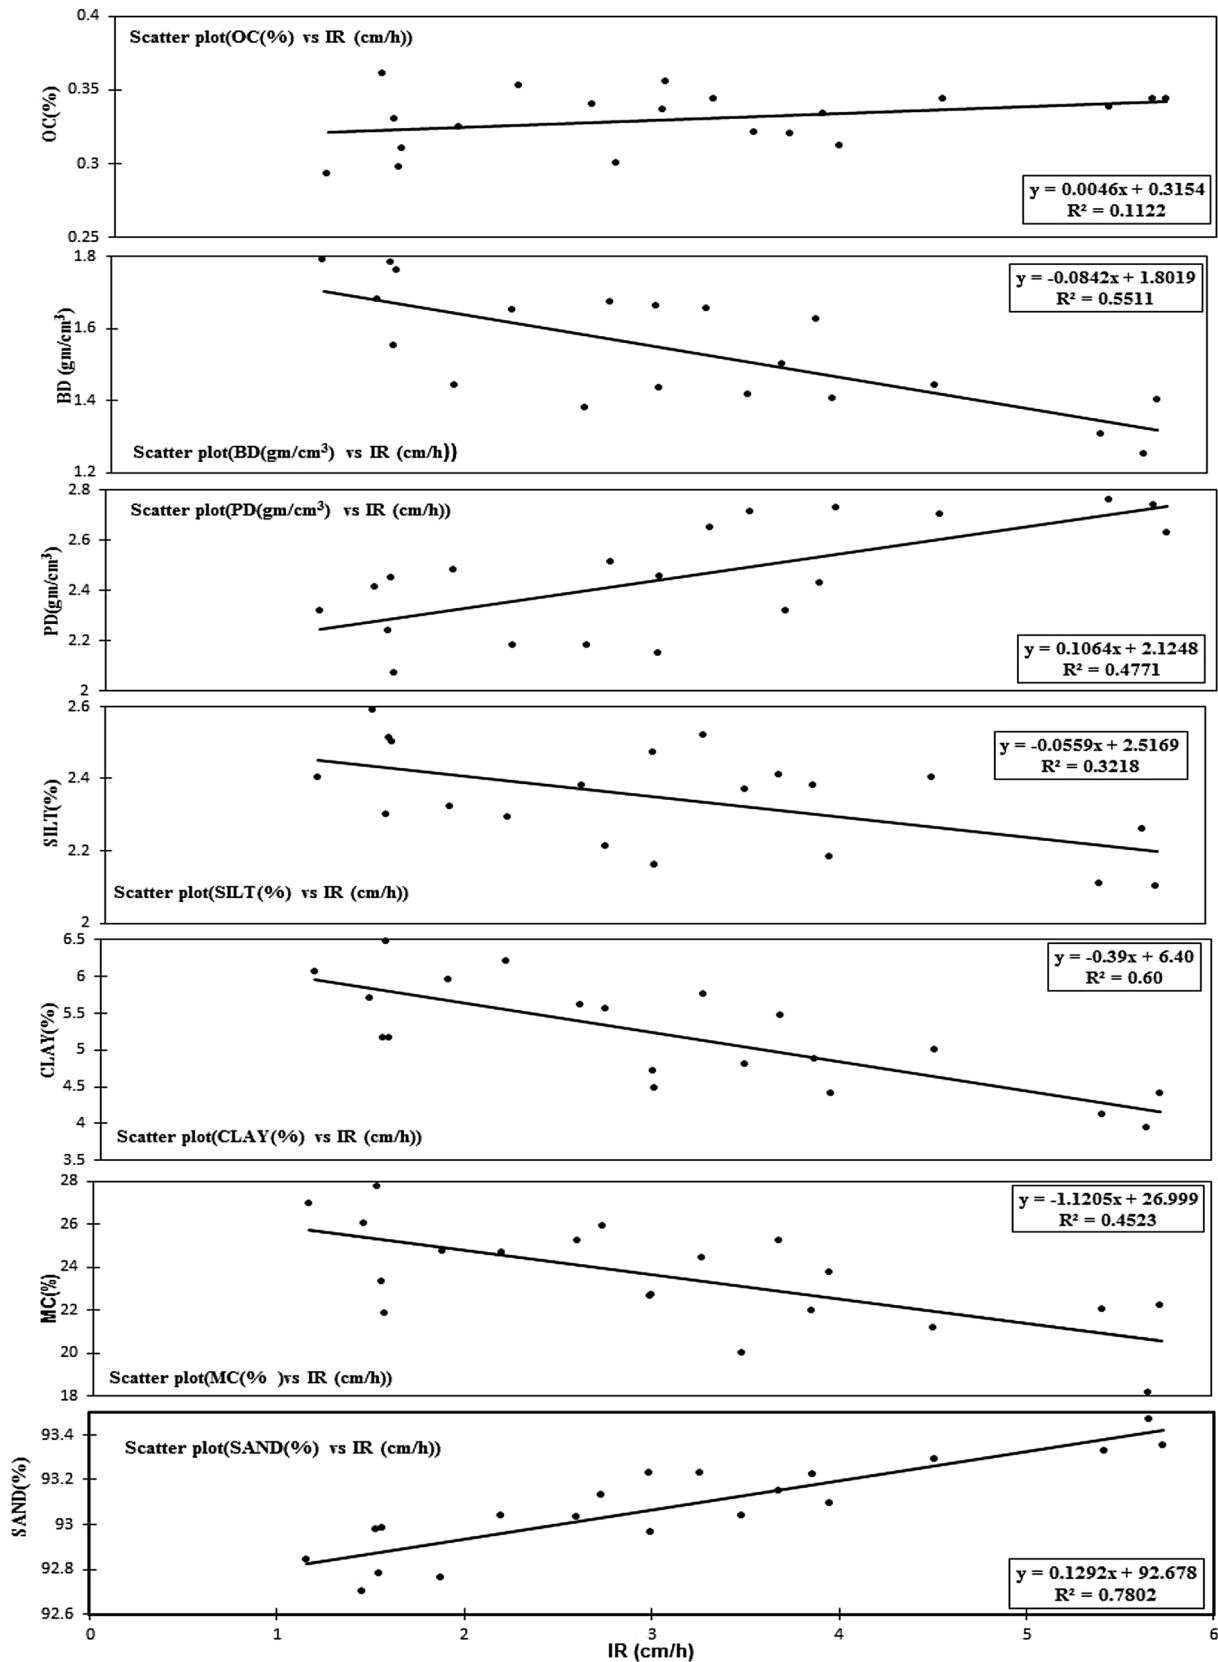 0.4
Scatter plot(OC(%) vs IR (cm/h))
0.35
OC(%)
0.3
y = 0.0046x + 0.3154
R² = 0.1122
0.25
1.8
y = -0.0842x + 1.8019
R² = 0.5511
1.6
BD (gm/cm³)
1.4
Scatter plot(BD(gm/cm³) vs IR (cm/h))
1.2
2.8
Scatter plot(PD(gm/cm³) vs IR (cm/h))
2.6
PD(gm/cm³)
2.4
2.2
y = 0.1064x + 2.1248
R² = 0.4771
2
2.6
y = -0.0559x + 2.5169
R² = 0.3218
2.4
SILT(%)
2.2
Scatter plot(SILT(%) vs IR (cm/h))
2
6.5
y = -0.39x + 6.40
R² = 0.60
6
5.5
CLAY(%)
5
4.5
4
Scatter plot(CLAY(%) vs IR (cm/h))
3.5
28
y = -1.1205x + 26.999
R² = 0.4523
26
24
MC(%)
22
20
Scatter plot(MC(% )vs IR (cm/h))
18
93.4
Scatter plot(SAND(%) vs IR (cm/h))
93.2
SAND(%)
93
92.8
y = 0.1292x + 92.678
R² = 0.7802
92.6
0 1 2 3 4 5 6
IR (cm/h)